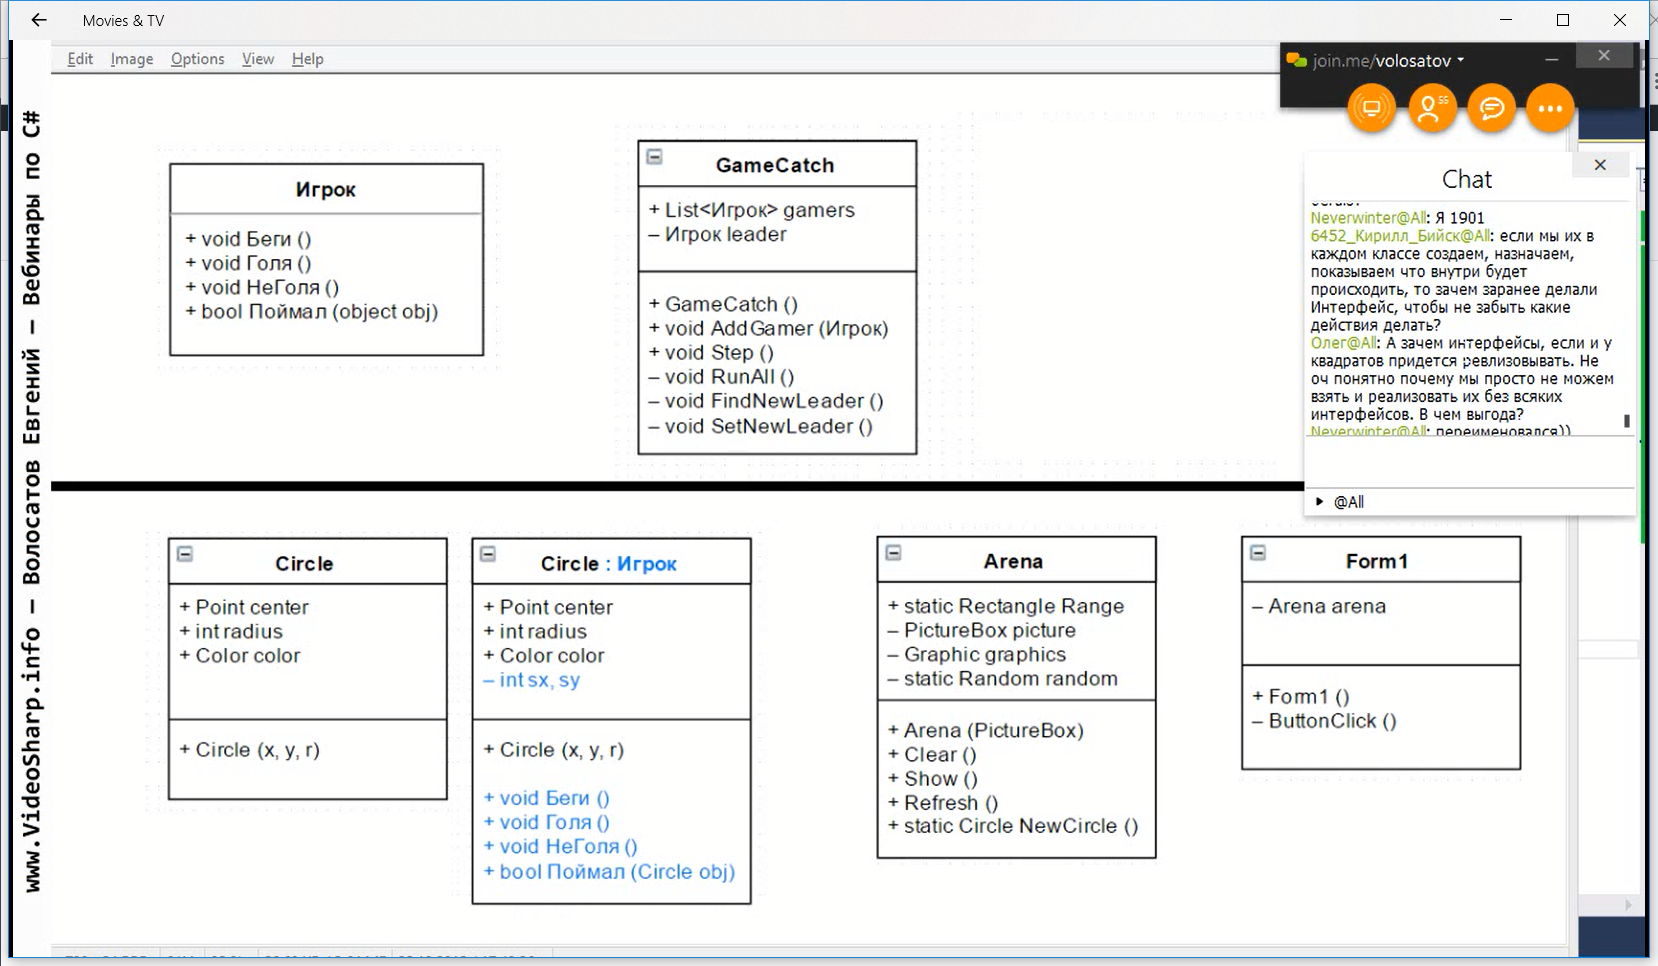 Movies & TV
Edit Image Options View Help
join.me/volosatov
55
www.VideoSharp.info – Волосатов Евгений – Вебинары по C#
Игрок
+ void Беги ()
+ void Голя ()
+ void НеГоля ()
+ bool Поймал (object obj)
GameCatch
+ List<Игрок> gamers
– Игрок leader
+ GameCatch ()
+ void AddGamer (Игрок)
+ void Step ()
– void RunAll ()
– void FindNewLeader ()
– void SetNewLeader ()
Chat
Neverwinter@All: Я 1901
6452_Кирилл_Бийск@All: если мы их в
каждом классе создаем, назначаем,
показываем что внутри будет
происходить, то зачем заранее делали
Интерфейс, чтобы не забыть какие
действия делать?
Олег@All: А зачем интерфейсы, если и у
квадратов придется ревлизовывать. Не
оч понятно почему мы просто не можем
взять и реализовать их без всяких
интерфейсов. В чем выгода?
Neverwinter@All: переименовался))
@All
Circle
+ Point center
+ int radius
+ Color color
+ Circle (x, y, r)
Circle : Игрок
+ Point center
+ int radius
+ Color color
– int sx, sy
+ Circle (x, y, r)
+ void Беги ()
+ void Голя ()
+ void НеГоля ()
+ bool Поймал (Circle obj)
Arena
+ static Rectangle Range
– PictureBox picture
– Graphic graphics
– static Random random
+ Arena (PictureBox)
+ Clear ()
+ Show ()
+ Refresh ()
+ static Circle NewCircle ()
Form1
– Arena arena
+ Form1 ()
– ButtonClick ()